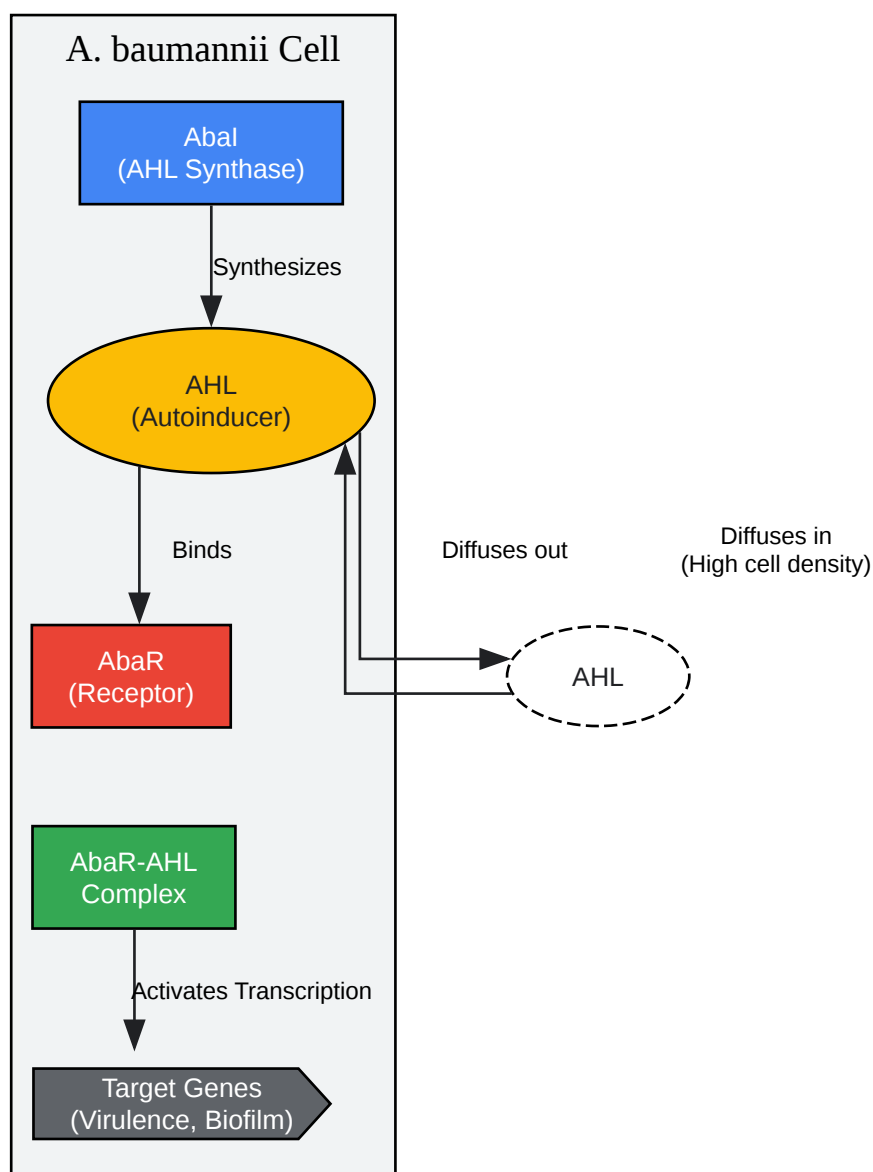 A. baumannii Cell
AbaI
(AHL Synthase)
Synthesizes
AHL
(Autoinducer)
Binds
Diffuses out
Diffuses in
(High cell density)
AbaR
(Receptor)
AHL
AbaR-AHL
Complex
Activates Transcription
Target Genes
(Virulence, Biofilm)